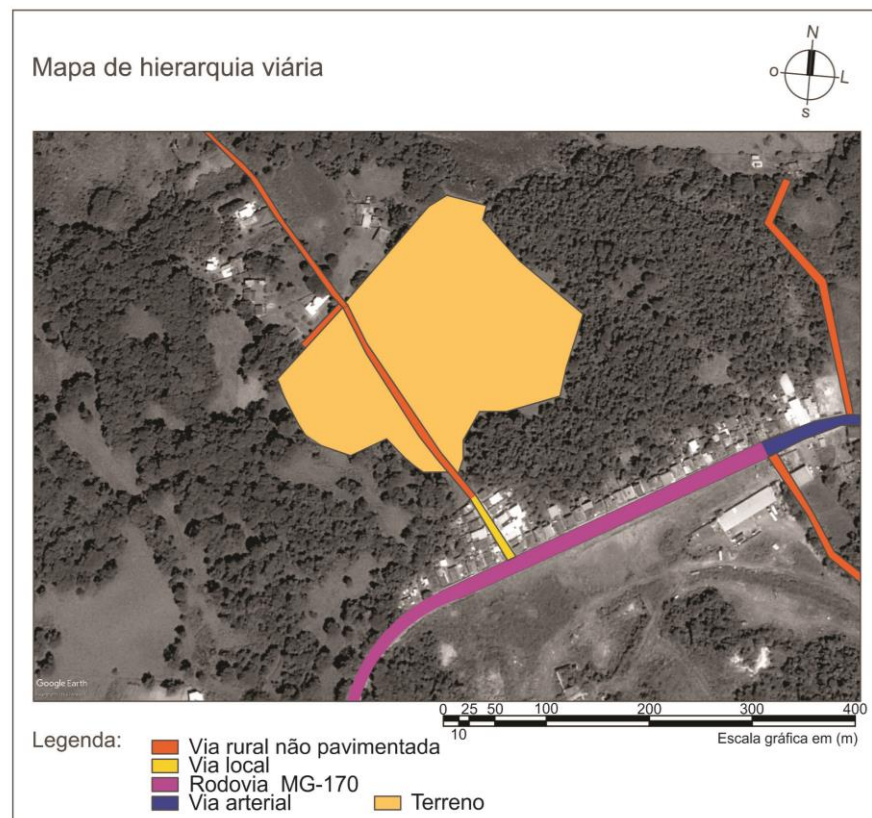 Mapa de hierarquia viária
N
O L
S
Google Earth
0 25 50 100 200 300 400
10
Escala gráfica em (m)
Legenda:
Via rural não pavimentada
Via local
Rodovia MG-170
Via arterial
Terreno